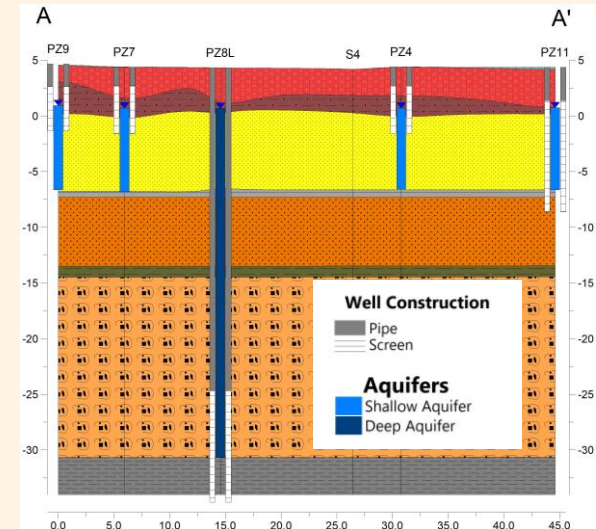 A A'
PZ9 PZ7 PZ8L S4 PZ4 PZ11
5 5
0 0
-5 -5
-10 -10
-15 -15
-20 -20
-25 -25
-30 -30
Well Construction
Pipe
Screen
Aquifers
Shallow Aquifer
Deep Aquifer
0.0 5.0 10.0 15.0 20.0 25.0 30.0 35.0 40.0 45.0